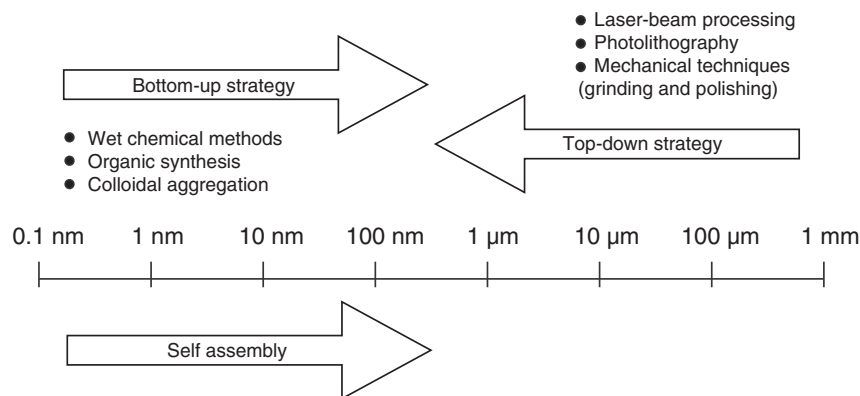 ● Laser-beam processing
● Photolithography
● Mechanical techniques
(grinding and polishing)
Bottom-up strategy
● Wet chemical methods
● Organic synthesis
● Colloidal aggregation
Top-down strategy
0.1 nm 1 nm 10 nm 100 nm 1 µm 10 µm 100 µm 1 mm
Self assembly